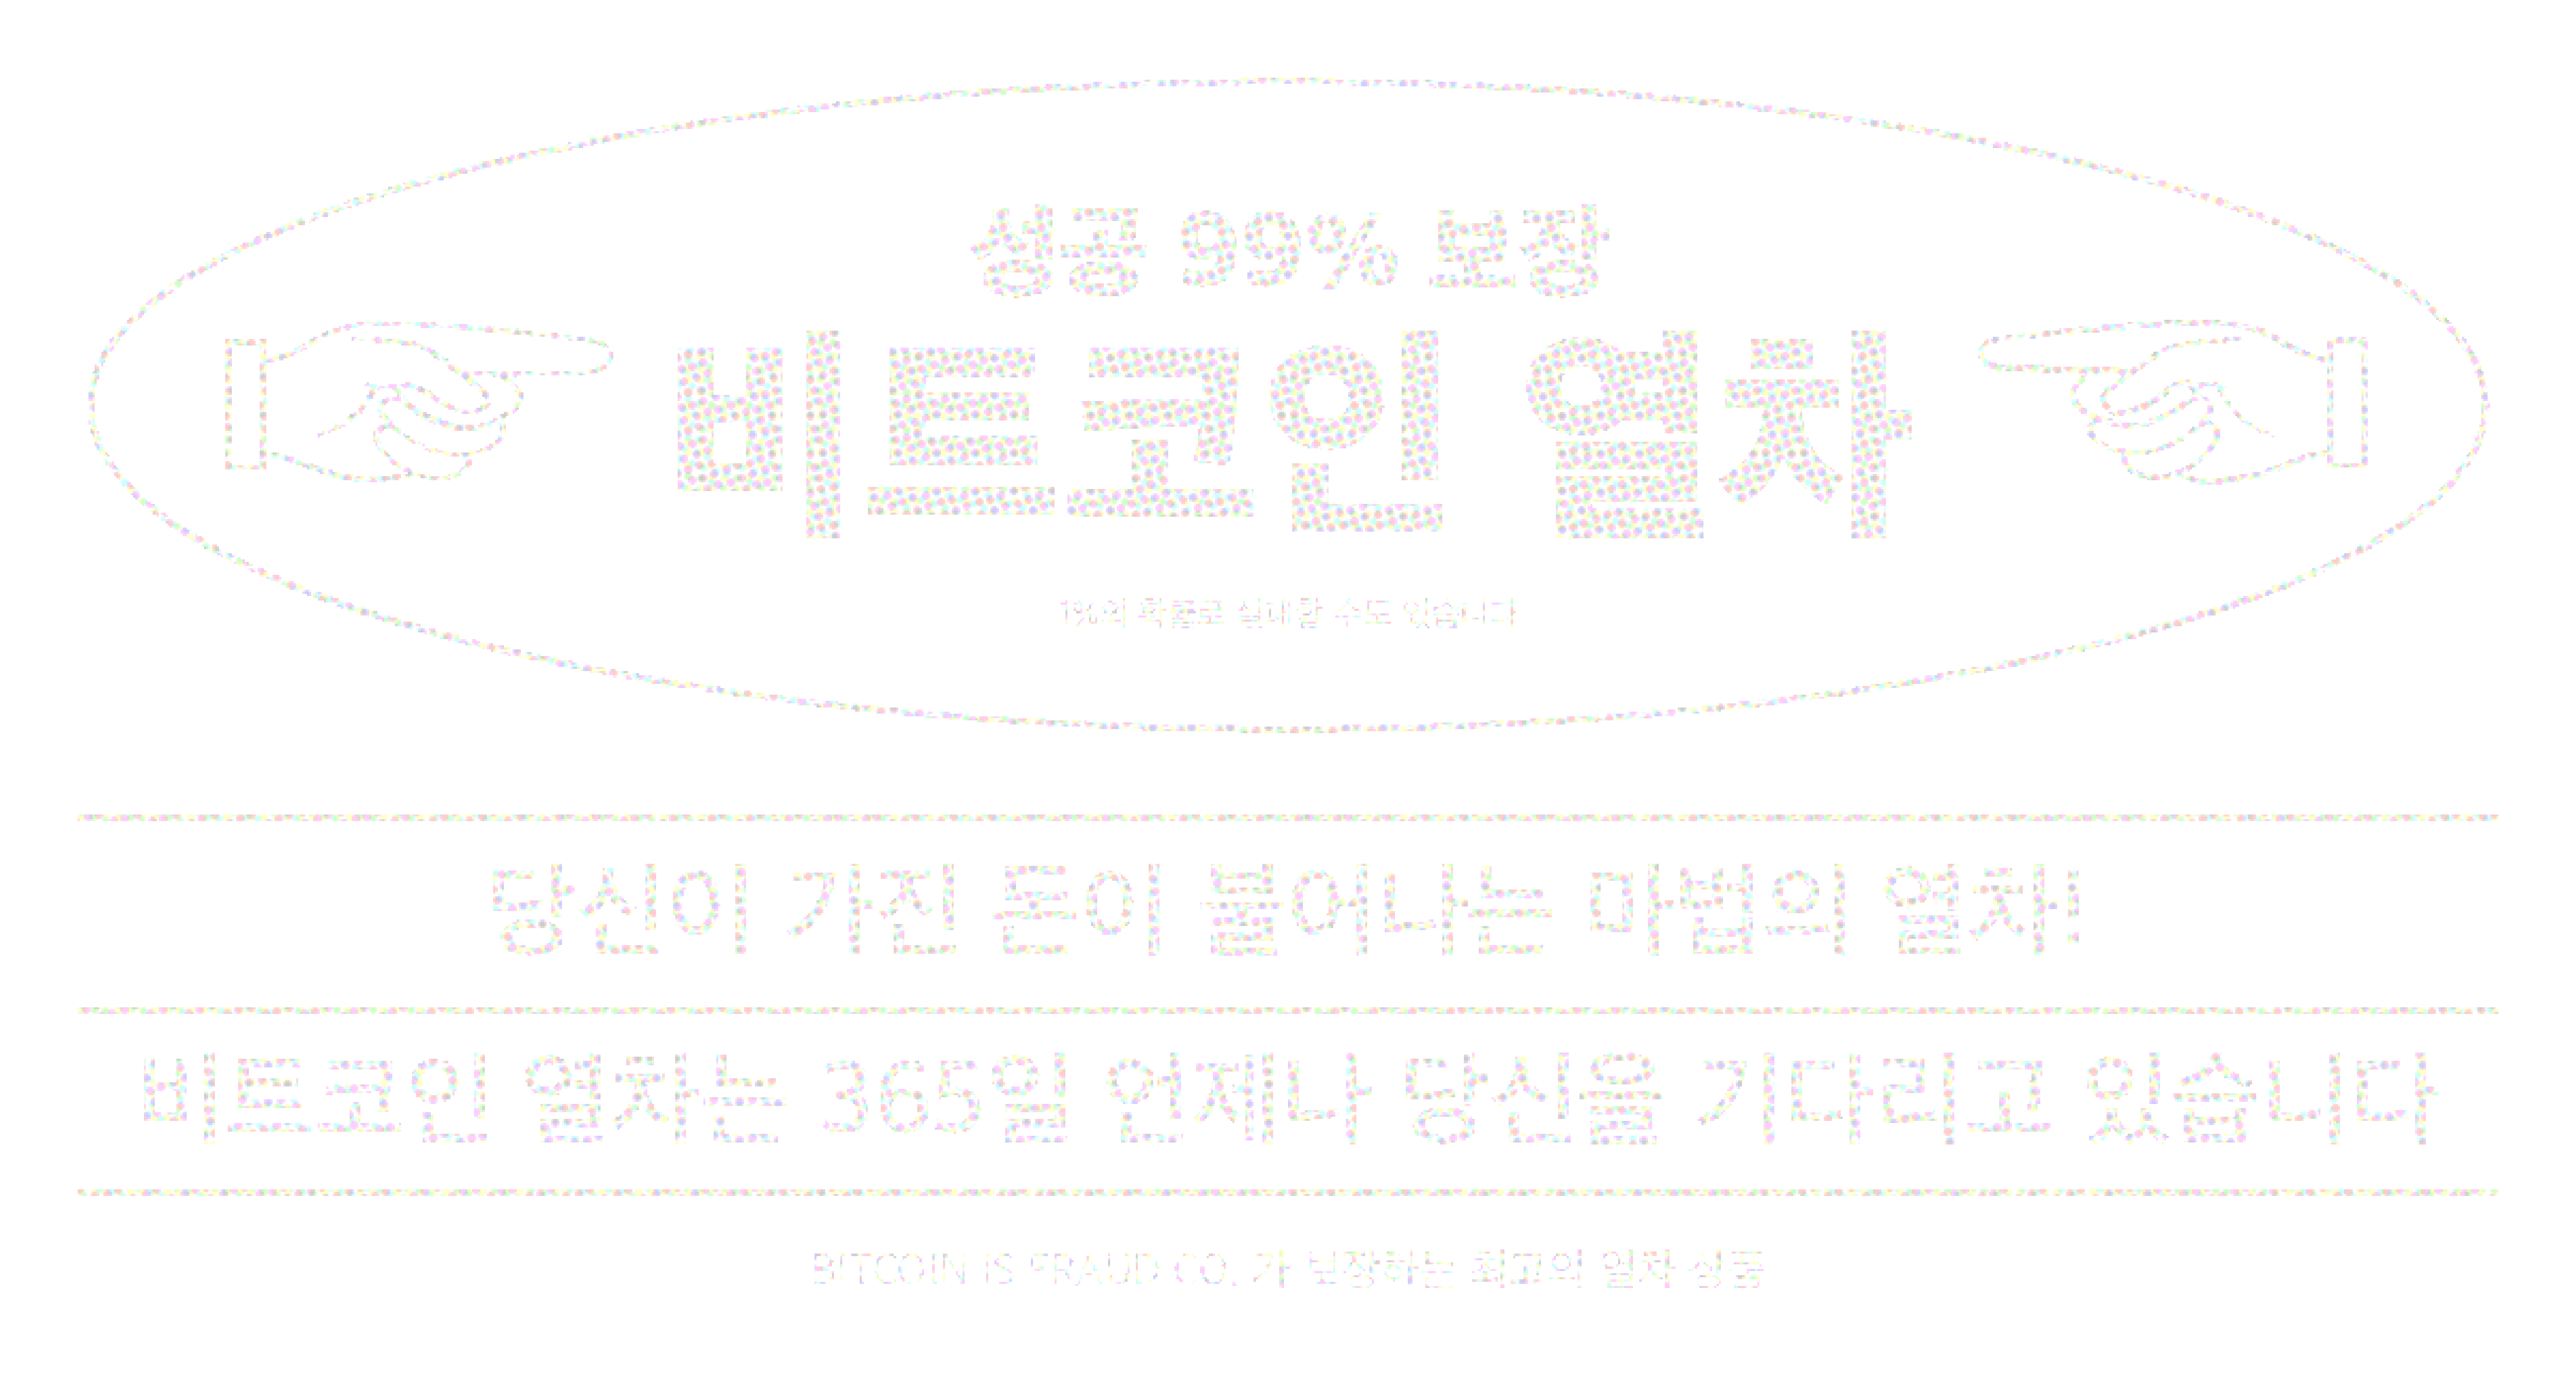 성공 99% 보장
비트코인 열차
1%의 확률로 실패할 수도 있습니다
당신이 가진 돈이 불어나는 마법의 열차!
비트코인 열차는 365일 언제나 당신을 기다리고 있습니다
BITCOIN IS FRAUD CO. 가 보장하는 최고의 열차 상품